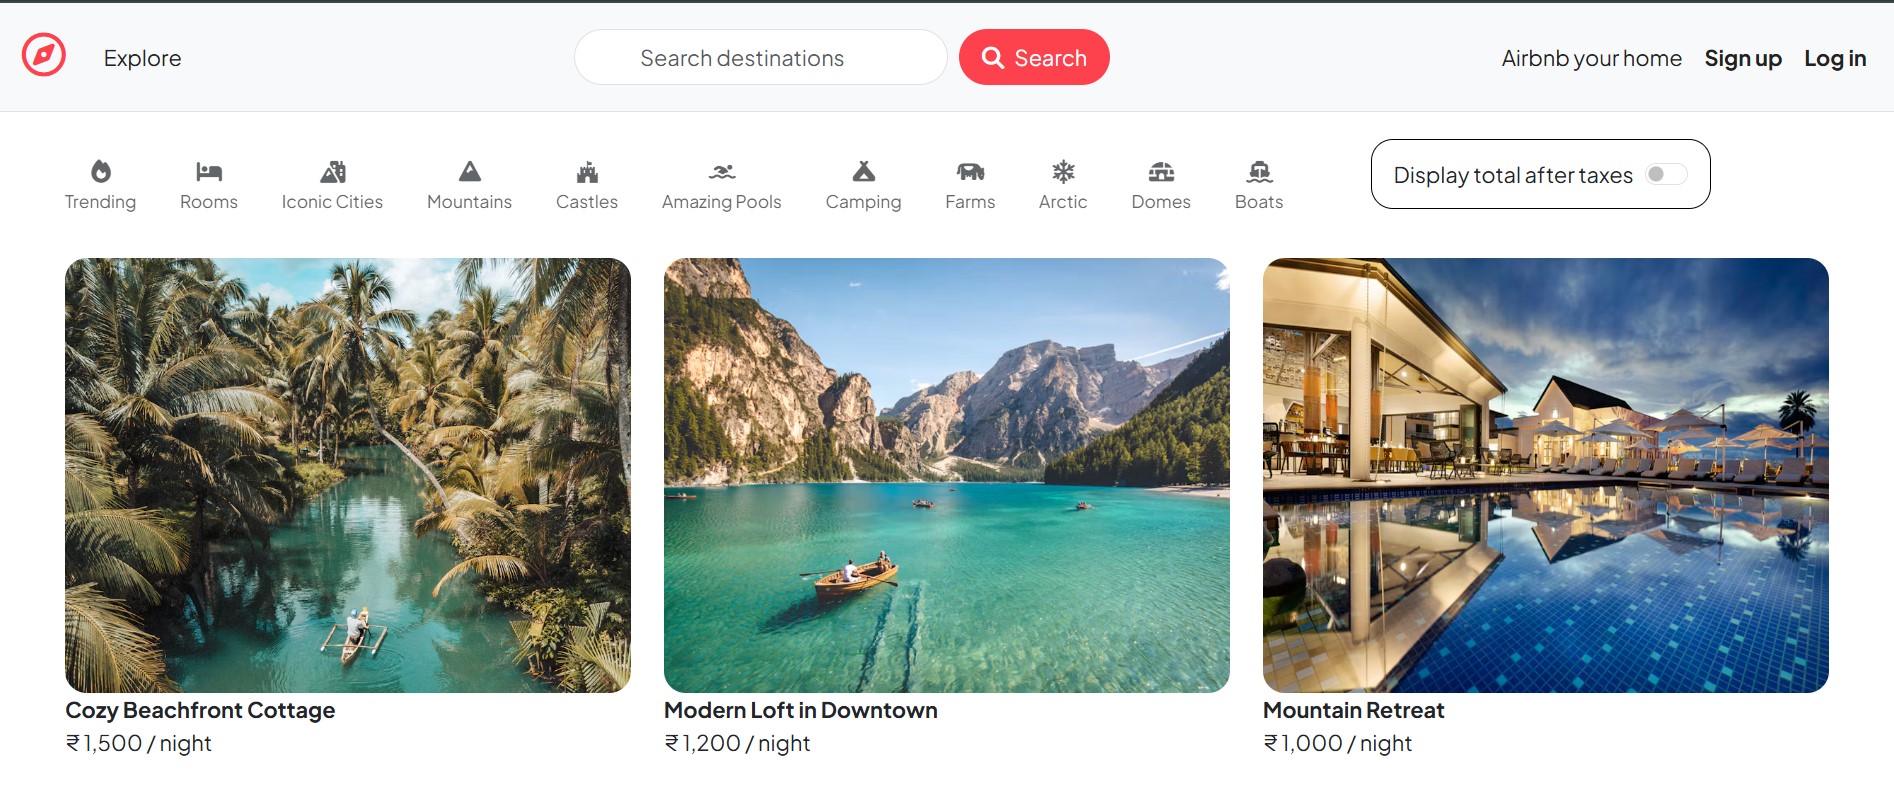 Explore
Search destinations
Search
Airbnb your home
Sign up
Log in
Trending
Rooms
Iconic Cities
Mountains
Castles
Amazing Pools
Camping
Farms
Arctic
Domes
Boats
Display total after taxes
Cozy Beachfront Cottage
₹ 1,500 / night
Modern Loft in Downtown
₹ 1,200 / night
Mountain Retreat
₹ 1,000 / night